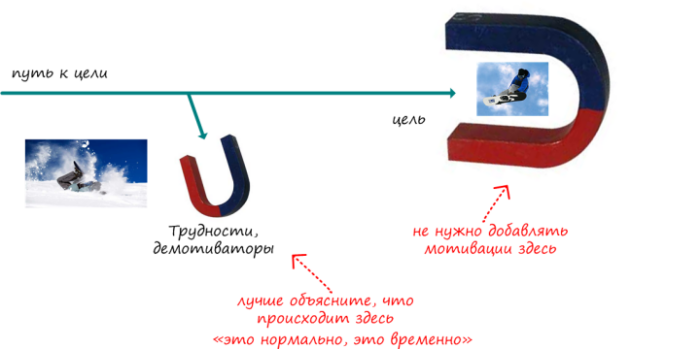 путь к цели
цель
Трудности,
демотиваторы
не нужно добавлять
мотивации здесь
лучше объясните, что
происходит здесь
«это нормально, это временно»